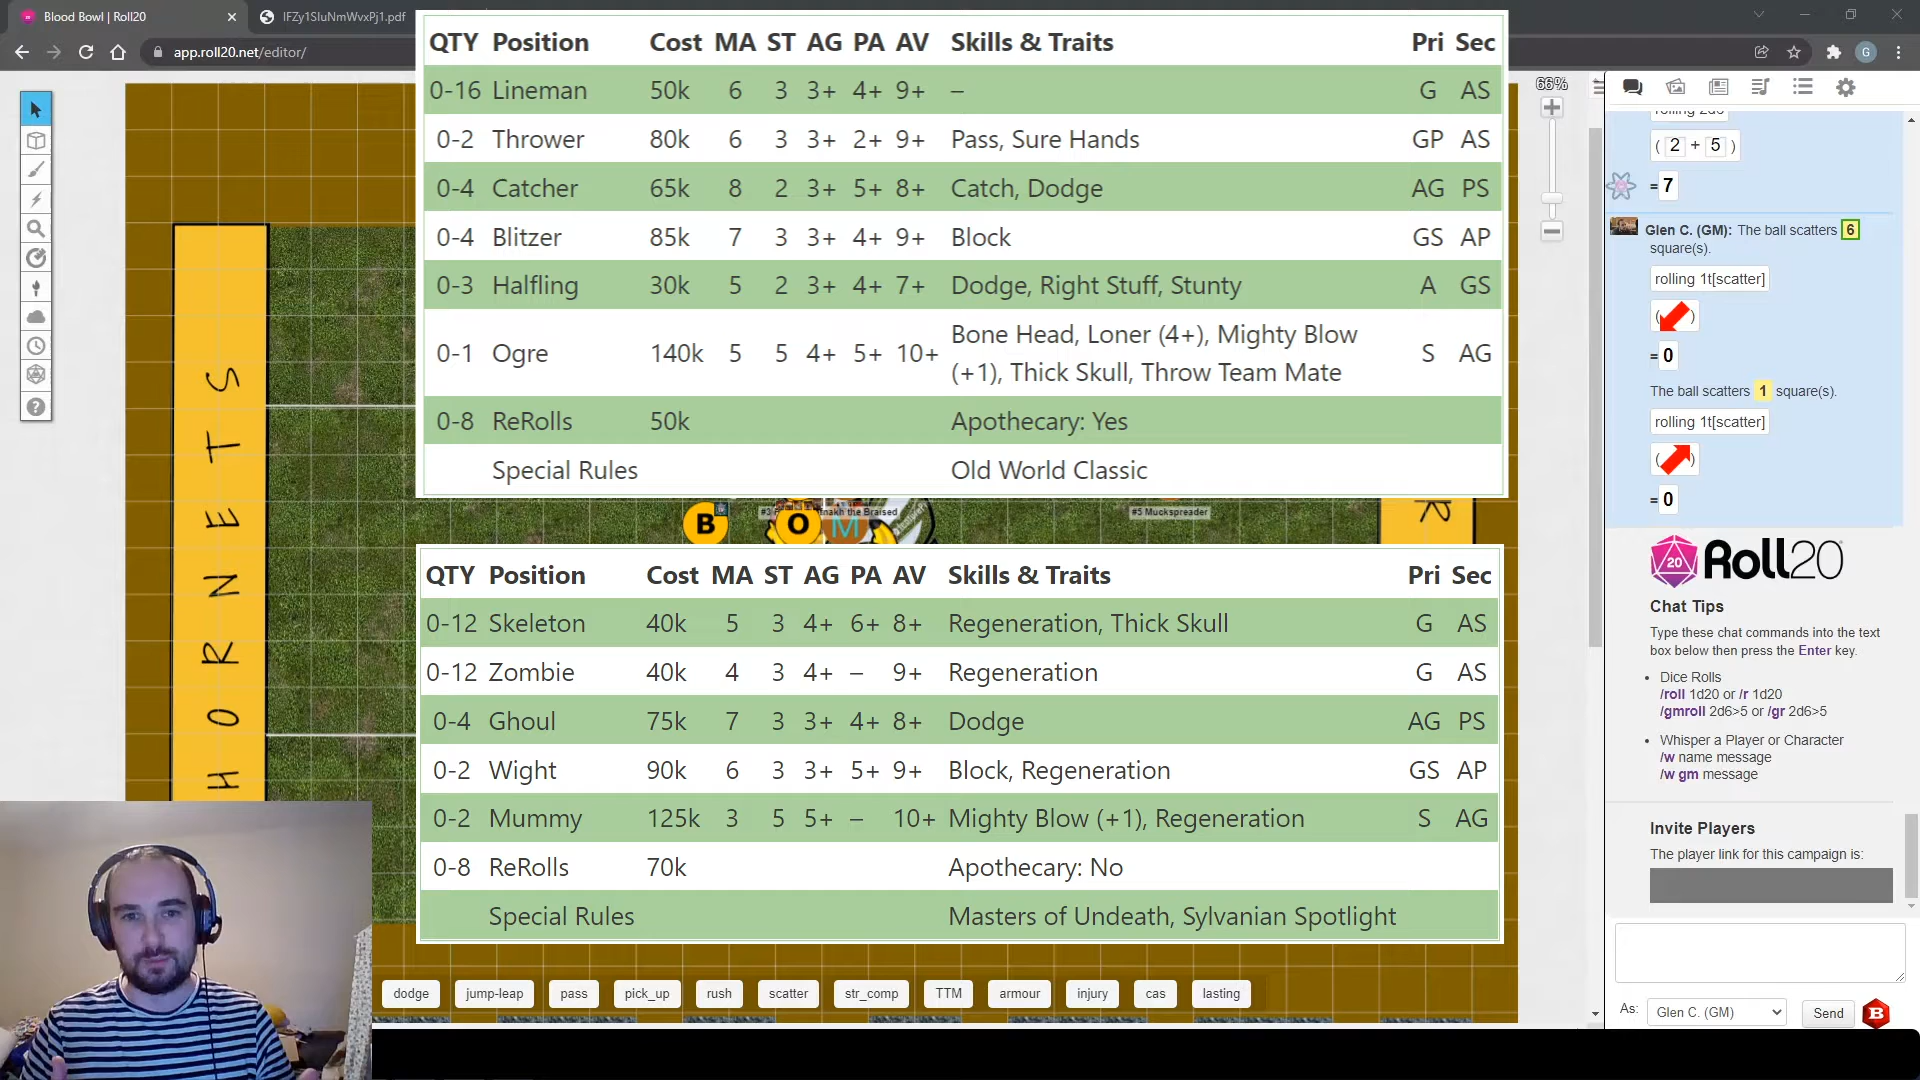 Blood Bowl | Roll20
IFZy1SIuNmWvxPj1.pdf
app.roll20.net/editor/
QTY Position Cost MA ST AG PA AV Skills & Traits Pri Sec
0-16 Lineman 50k 6 3 3+ 4+ 9+ – G AS
0-2 Thrower 80k 6 3 3+ 2+ 9+ Pass, Sure Hands GP AS
0-4 Catcher 65k 8 2 3+ 5+ 8+ Catch, Dodge AG PS
0-4 Blitzer 85k 7 3 3+ 4+ 9+ Block GS AP
0-3 Halfling 30k 5 2 3+ 4+ 7+ Dodge, Right Stuff, Stunty A GS
0-1 Ogre 140k 5 5 4+ 5+ 10+ Bone Head, Loner (4+), Mighty Blow
(+1), Thick Skull, Throw Team Mate S AG
0-8 ReRolls 50k Apothecary: Yes
Special Rules Old World Classic
HORNETS
R
B
O
M
the Braised
#5 Muckspreader
QTY Position Cost MA ST AG PA AV Skills & Traits Pri Sec
0-12 Skeleton 40k 5 3 4+ 6+ 8+ Regeneration, Thick Skull G AS
0-12 Zombie 40k 4 3 4+ – 9+ Regeneration G AS
0-4 Ghoul 75k 7 3 3+ 4+ 8+ Dodge AG PS
0-2 Wight 90k 6 3 3+ 5+ 9+ Block, Regeneration GS AP
0-2 Mummy 125k 3 5 5+ – 10+ Mighty Blow (+1), Regeneration S AG
0-8 ReRolls 70k Apothecary: No
Special Rules Masters of Undeath, Sylvanian Spotlight
dodge jump-leap pass pick_up rush scatter str_comp TTM armour injury cas lasting
66%
G
rolling 2d6
( 2 + 5 )
= 7
Glen C. (GM): The ball scatters 6
square(s).
rolling 1t[scatter]
( )
= 0
The ball scatters 1 square(s).
rolling 1t[scatter]
( )
= 0
20 Roll20
Chat Tips
Type these chat commands into the text
box below then press the Enter key.
• Dice Rolls
/roll 1d20 or /r 1d20
/gmroll 2d6>5 or /gr 2d6>5
• Whisper a Player or Character
/w name message
/w gm message
Invite Players
The player link for this campaign is:
As: Glen C. (GM) Send B